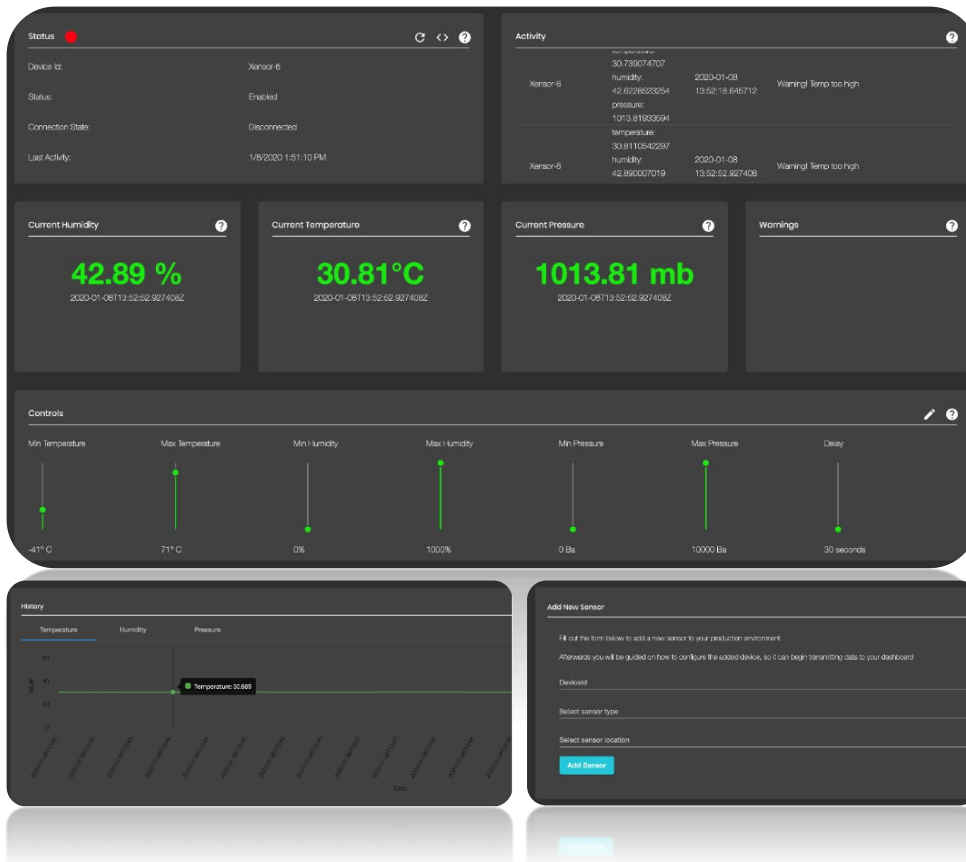 Status
Device Id:
Xensor-6
Status:
Enabled
Connection State:
Disconnected
Last Activity:
1/8/2020 1:51:10 PM
Activity
Xensor-6
30.739074707
humidity:
42.6228523254
pressure:
1013.81933594
2020-01-08
13:52:18.645712
Warning! Temp too high
Xensor-6
temperature:
30.8110542297
humidity:
42.890007019
2020-01-08
13:52:52.927408
Warning! Temp too high
Current Humidity
42.89 %
2020-01-08T13:52:52.927408Z
Current Temperature
30.81°C
2020-01-08T13:52:52.927408Z
Current Pressure
1013.81 mb
2020-01-08T13:52:52.927408Z
Warnings
Controls
Min Temperature
Max Temperature
Min Humidity
Max Humidity
Min Pressure
Max Pressure
Delay
-41° C
71° C
0%
1000%
0 Ba
10000 Ba
30 seconds
History
Temperature
Humidity
Pressure
Value
40
20
0
Temperature: 30.685
Add New Sensor
Fill out the form below to add a new sensor to your production environment
Afterwards you will be guided on how to configure the added device, so it can begin transmitting data to your dashboard
DeviceId
Select sensor type
Select sensor location
Add Sensor